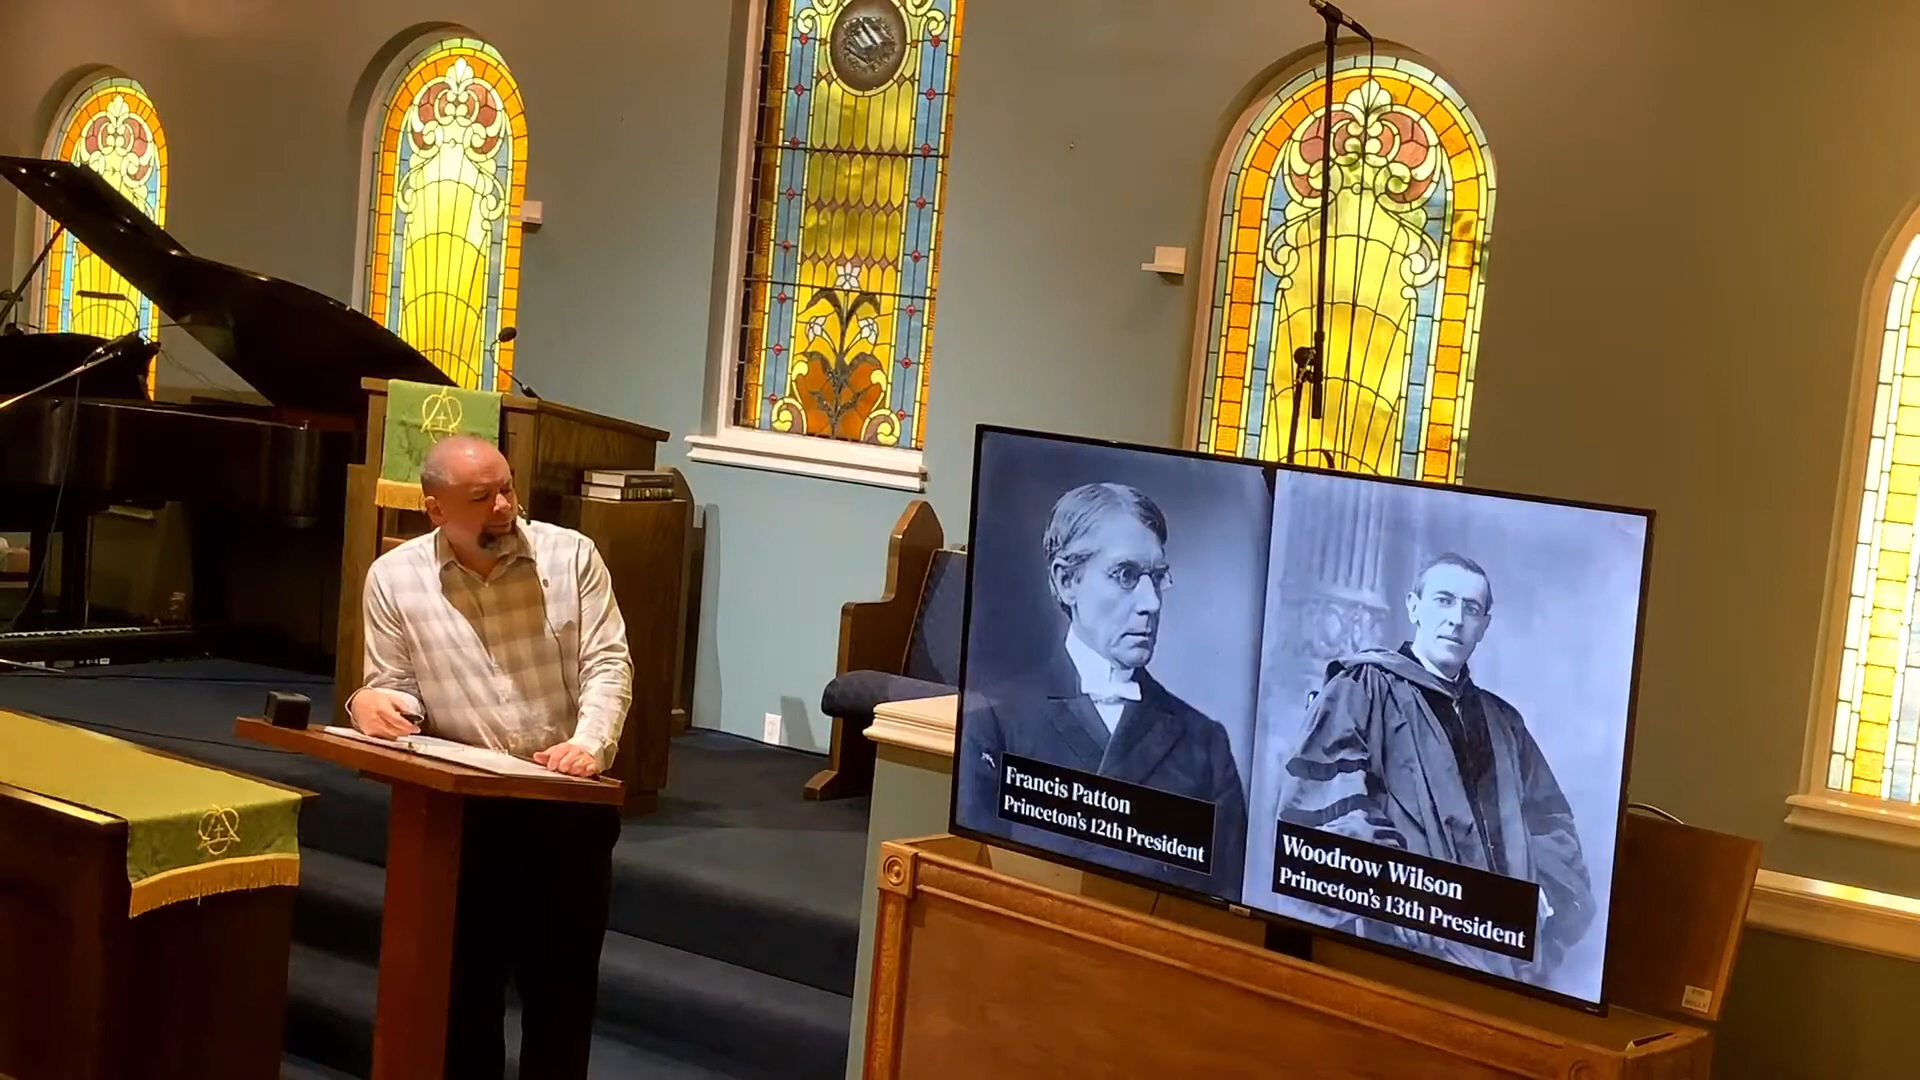 Francis Patton
Princeton's 12th President
Woodrow Wilson
Princeton's 13th President